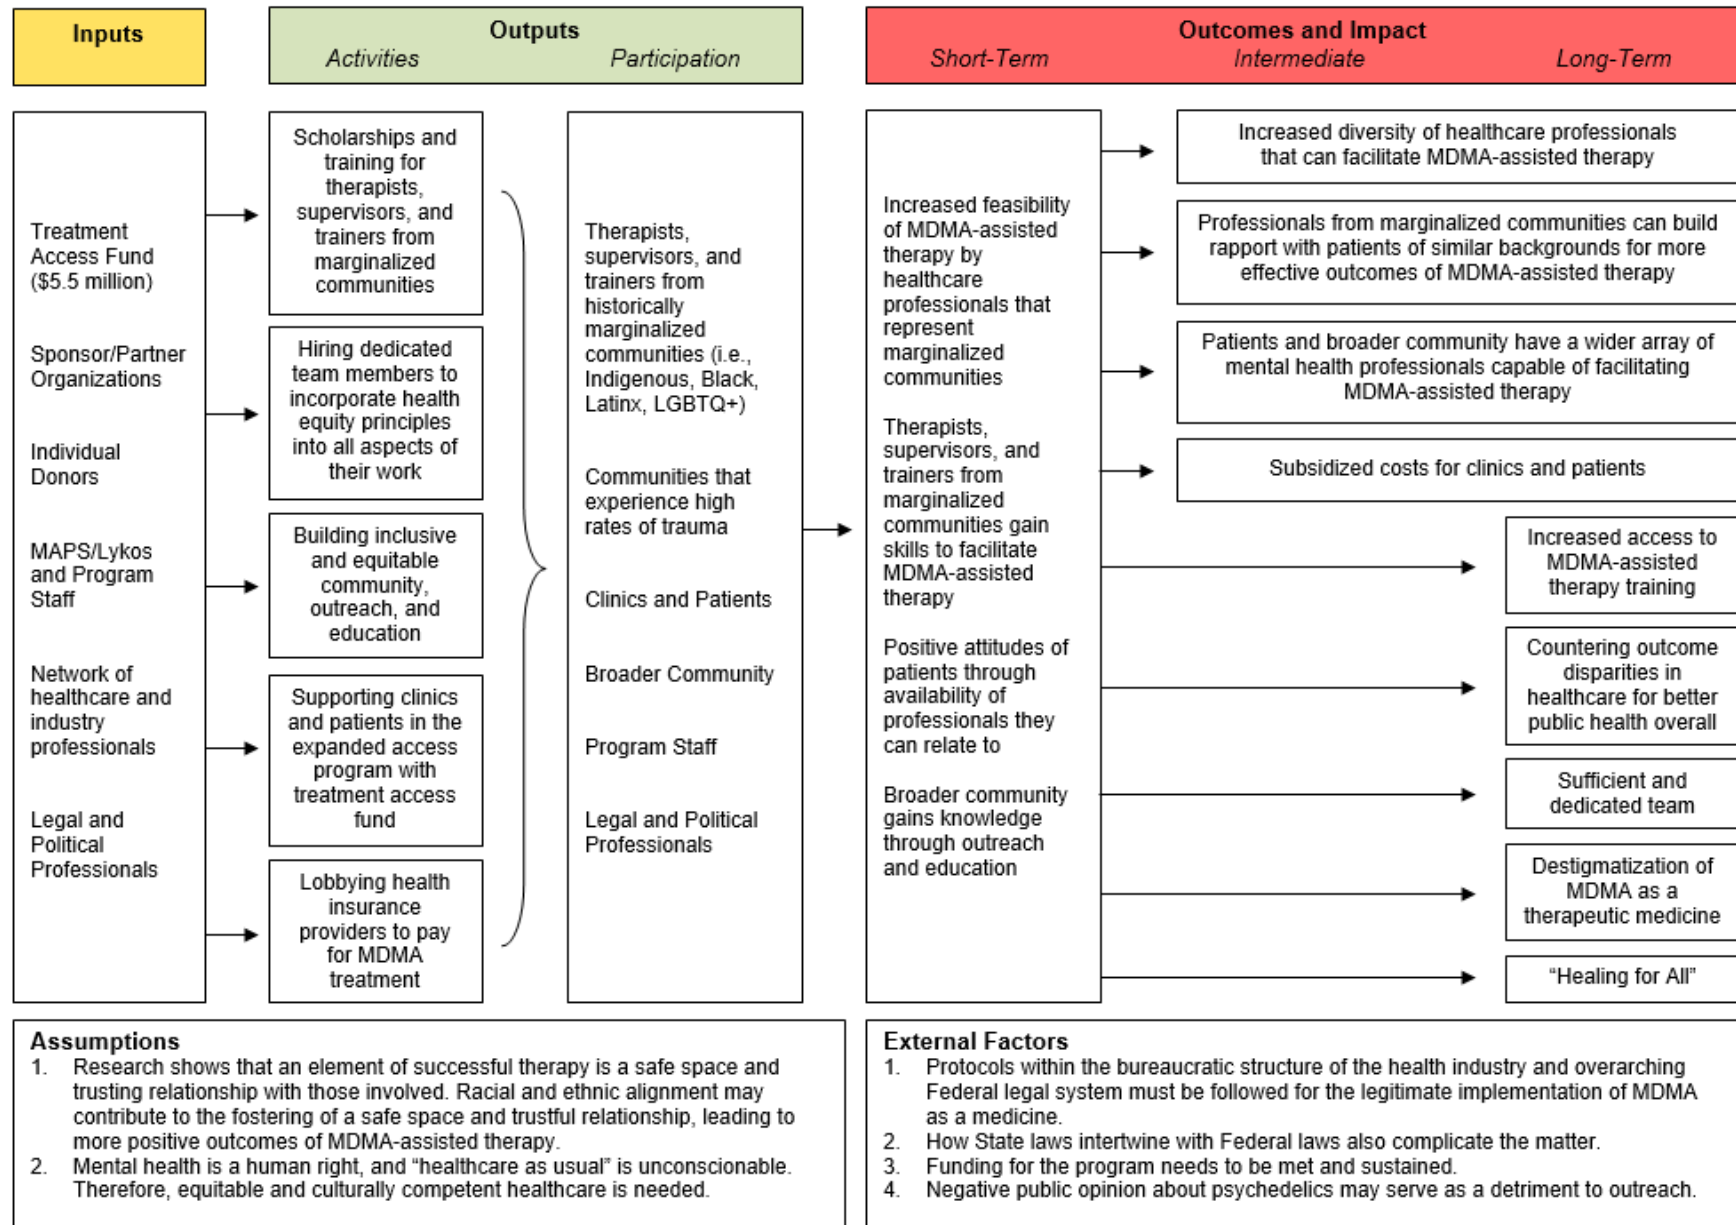 Inputs
Outputs
Activities
Participation
Outcomes and Impact
Short-Term
Intermediate
Long-Term
Treatment
Access Fund
($5.5 million)
Sponsor/Partner
Organizations
Individual
Donors
MAPS/Lykos
and Program
Staff
Network of
healthcare and
industry
professionals
Legal and
Political
Professionals
Scholarships and
training for
therapists,
supervisors, and
trainers from
marginalized
communities
Hiring dedicated
team members to
incorporate health
equity principles
into all aspects of
their work
Building inclusive
and equitable
community,
outreach, and
education
Supporting clinics
and patients in the
expanded access
program with
treatment access
fund
Lobbying health
insurance
providers to pay
for MDMA
treatment
Therapists,
supervisors, and
trainers from
historically
marginalized
communities (i.e.,
Indigenous, Black,
Latinx, LGBTQ+)
Communities that
experience high
rates of trauma
Clinics and Patients
Broader Community
Program Staff
Legal and Political
Professionals
Increased feasibility
of MDMA-assisted
therapy by
healthcare
professionals that
represent
marginalized
communities
Therapists,
supervisors, and
trainers from
marginalized
communities gain
skills to facilitate
MDMA-assisted
therapy
Positive attitudes of
patients through
availability of
professionals they
can relate to
Broader community
gains knowledge
through outreach
and education
Increased diversity of healthcare professionals
that can facilitate MDMA-assisted therapy
Professionals from marginalized communities can build
rapport with patients of similar backgrounds for more
effective outcomes of MDMA-assisted therapy
Patients and broader community have a wider array of
mental health professionals capable of facilitating
MDMA-assisted therapy
Subsidized costs for clinics and patients
Increased access to
MDMA-assisted
therapy training
Countering outcome
disparities in
healthcare for better
public health overall
Sufficient and
dedicated team
Destigmatization of
MDMA as a
therapeutic medicine
“Healing for All”
Assumptions
1. Research shows that an element of successful therapy is a safe space and
trusting relationship with those involved. Racial and ethnic alignment may
contribute to the fostering of a safe space and trustful relationship, leading to
more positive outcomes of MDMA-assisted therapy.
2. Mental health is a human right, and “healthcare as usual” is unconscionable.
Therefore, equitable and culturally competent healthcare is needed.
External Factors
1. Protocols within the bureaucratic structure of the health industry and overarching
Federal legal system must be followed for the legitimate implementation of MDMA
as a medicine.
2. How State laws intertwine with Federal laws also complicate the matter.
3. Funding for the program needs to be met and sustained.
4. Negative public opinion about psychedelics may serve as a detriment to outreach.